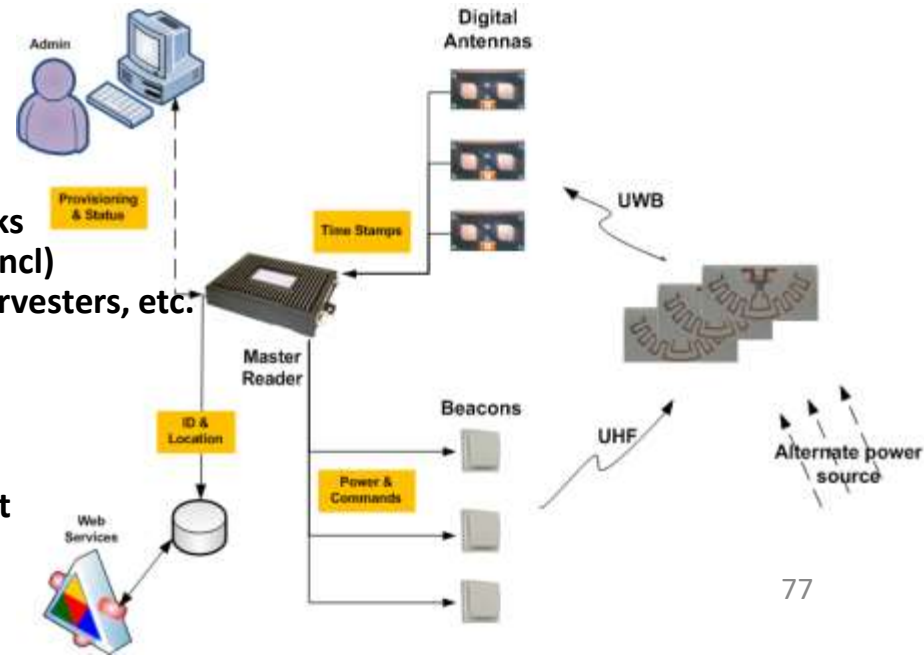 Admin
Digital
Antennas
Provisioning
& Status
ks
ncl)
rvesters, etc.
Time Stamps
UWB
Master
Reader
ID &
Location
Beacons
Power &
Commands
UHF
Alternate power
source
t
Web
Services
77